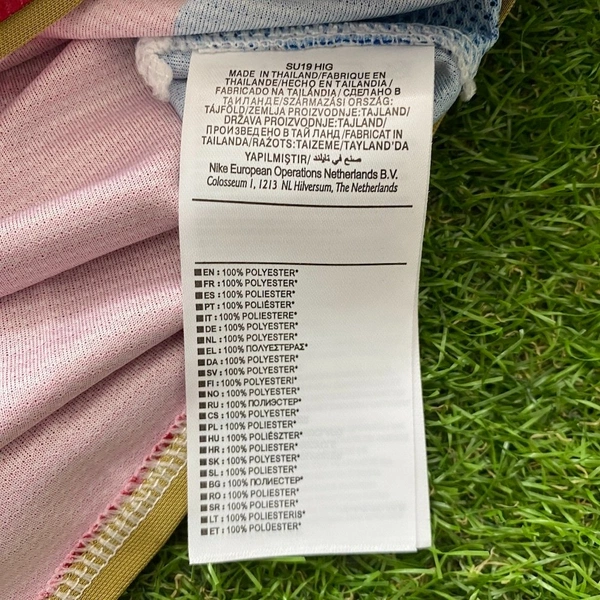 SU19 HIG
MADE IN THAILAND/FABRIQUE EN
THAILANDE/HECHO EN TAILANDIA/
FABRICADO NA TAILÂNDIA/СДЕЛАНО В
ТАИЛАНДЕ/SZÁRMAZÁSI ORSZÁG:
TÁJFÖLD/ZEMLJA PROIZVODNJE:TAJLAND/
DRŽAVA PROIZVODNJE:TAJLAND/
ПРОИЗВЕДЕНО В ТАЙ ЛАНД/FABRICAT IN
TAILANDA/RAŽOTS:TAIZEME/TAYLAND'DA
YAPILMIŞTIR/ صنع في تايلند
Nike European Operations Netherlands B.V.
Colosseum 1, 1213 NL Hilversum, The Netherlands
EN : 100% POLYESTER*
FR : 100% POLYESTER*
ES : 100% POLIÉSTER*
PT : 100% POLIÉSTER*
IT : 100% POLIESTERE*
DE : 100% POLYESTER*
NL : 100% POLYESTER*
EL : 100% ΠΟΛΥΕΣΤΕΡΑΣ*
DA : 100% POLYESTER*
SV : 100% POLYESTER*
FI : 100% POLYESTERI*
NO : 100% POLYESTER*
RU : 100% ПОЛИЭСТЕР*
CS : 100% POLYESTER*
PL : 100% POLIESTER*
HU : 100% POLIÉSZTER*
HR : 100% POLIESTER*
SK : 100% POLYESTER*
SL : 100% POLIESTER*
BG : 100% ПОЛИЕСТЕР*
RO : 100% POLIESTER*
SR : 100% POLIESTER*
LT : 100% POLIESTERIS*
ET : 100% POLÜESTER*